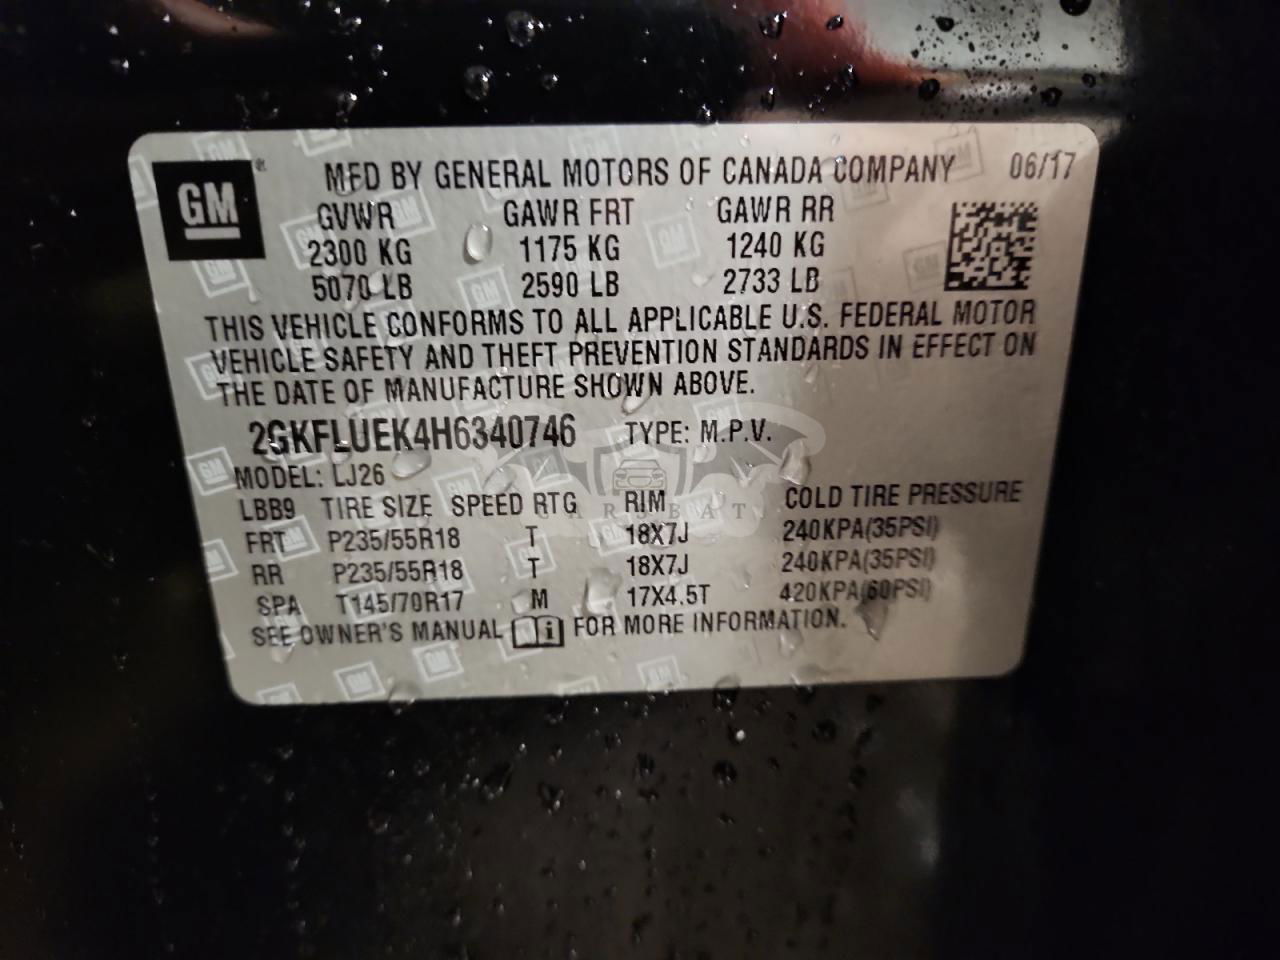 GM
MFD BY GENERAL MOTORS OF CANADA COMPANY 06/17
GVWR GAWR FRT GAWR RR
2300 KG 1175 KG 1240 KG
5070 LB 2590 LB 2733 LB
THIS VEHICLE CONFORMS TO ALL APPLICABLE U.S. FEDERAL MOTOR
VEHICLE SAFETY AND THEFT PREVENTION STANDARDS IN EFFECT ON
THE DATE OF MANUFACTURE SHOWN ABOVE.
2GKFLUEK4H6340746 TYPE: M.P.V.
MODEL: LJ26
LBB9 TIRE SIZE SPEED RTG RIM COLD TIRE PRESSURE
CARSBAT
FRT P235/55R18 T 18X7J 240KPA(35PSI)
RR P235/55R18 T 18X7J 240KPA(35PSI)
SPA T145/70R17 M 17X4.5T 420KPA(60PSI)
SEE OWNER'S MANUAL i FOR MORE INFORMATION.